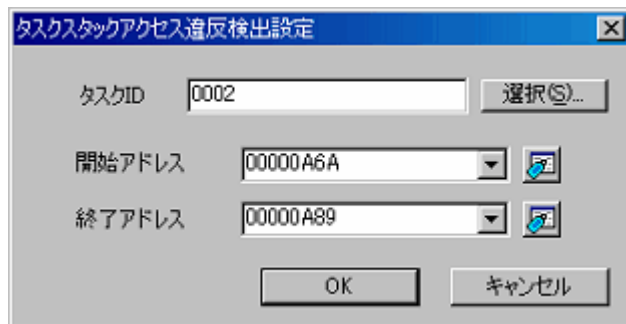 タスクスタックアクセス違反検出設定
タスクID 0002 選択(S)...
開始アドレス 00000A6A
終了アドレス 00000A89
OK キャンセル